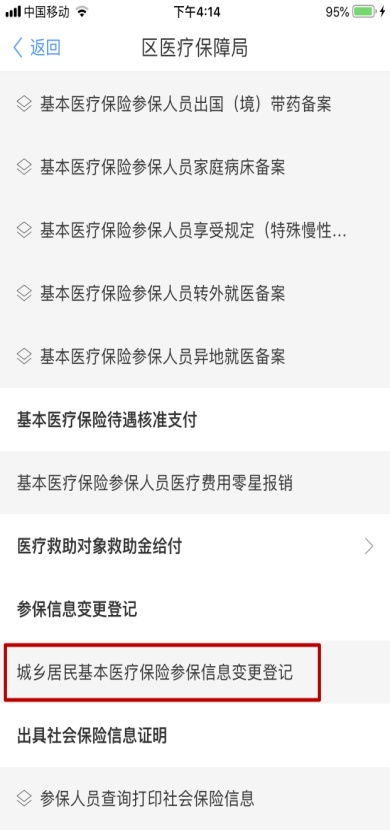 中国移动 下午4:14 95%
返回 区医疗保障局
基本医疗保险参保人员出国（境）带药备案
基本医疗保险参保人员家庭病床备案
基本医疗保险参保人员享受规定（特殊慢性...
基本医疗保险参保人员转外就医备案
基本医疗保险参保人员异地就医备案
基本医疗保险待遇核准支付
基本医疗保险参保人员医疗费用零星报销
医疗救助对象救助金给付
参保信息变更登记
城乡居民基本医疗保险参保信息变更登记
出具社会保险信息证明
参保人员查询打印社会保险信息